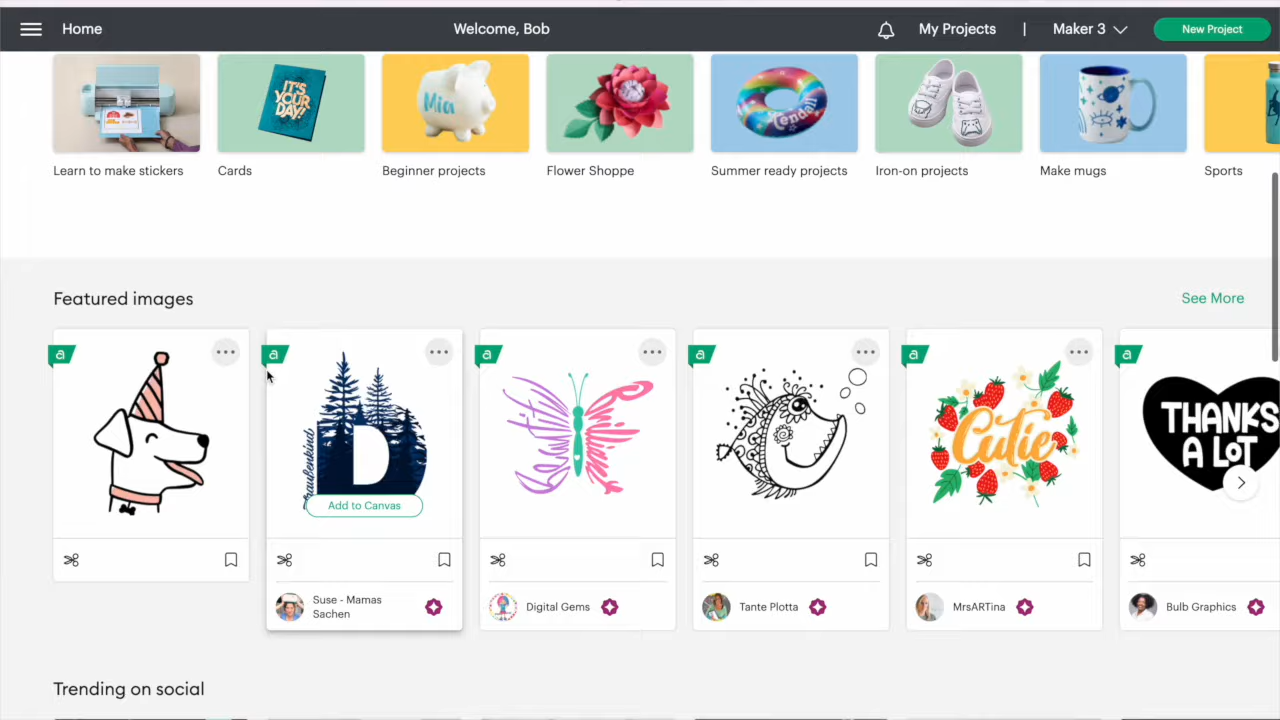 Home
Welcome, Bob
My Projects
|
Maker 3
New Project
IT'S
YOUR
DAY!
Mia
Kendall
Learn to make stickers
Cards
Beginner projects
Flower Shoppe
Summer ready projects
Iron-on projects
Make mugs
Sports
Featured images
See More
a
a
a
a
a
a
D
draußenkind
Cutie
THANKS
A LOT
Add to Canvas
Suse - Mamas
Sachen
Digital Gems
Tante Plotta
MrsARTina
Bulb Graphics
Trending on social